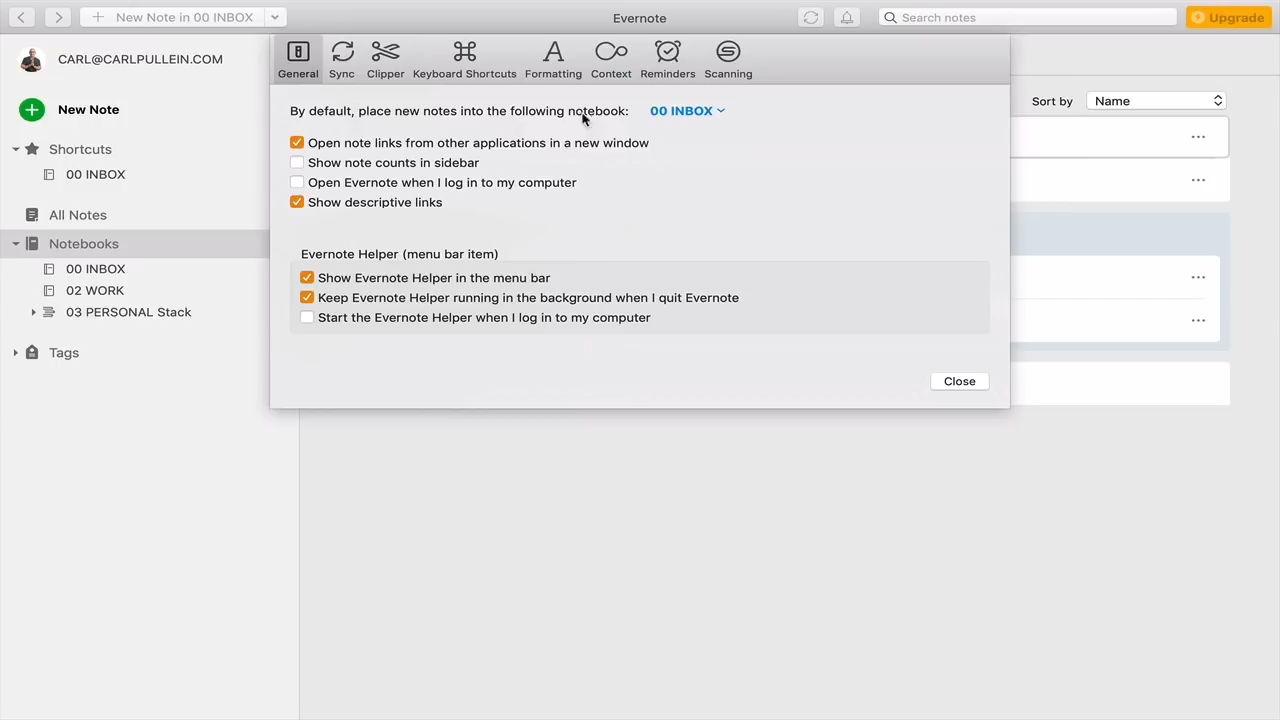 New Note in 00 INBOX
Evernote
Search notes
Upgrade
CARL@CARLPULLEIN.COM
New Note
Shortcuts
00 INBOX
All Notes
Notebooks
00 INBOX
02 WORK
03 PERSONAL Stack
Tags
General
Sync
Clipper
Keyboard Shortcuts
Formatting
Context
Reminders
Scanning
By default, place new notes into the following notebook: 00 INBOX
Open note links from other applications in a new window
Show note counts in sidebar
Open Evernote when I log in to my computer
Show descriptive links
Evernote Helper (menu bar item)
Show Evernote Helper in the menu bar
Keep Evernote Helper running in the background when I quit Evernote
Start the Evernote Helper when I log in to my computer
Close
Sort by Name